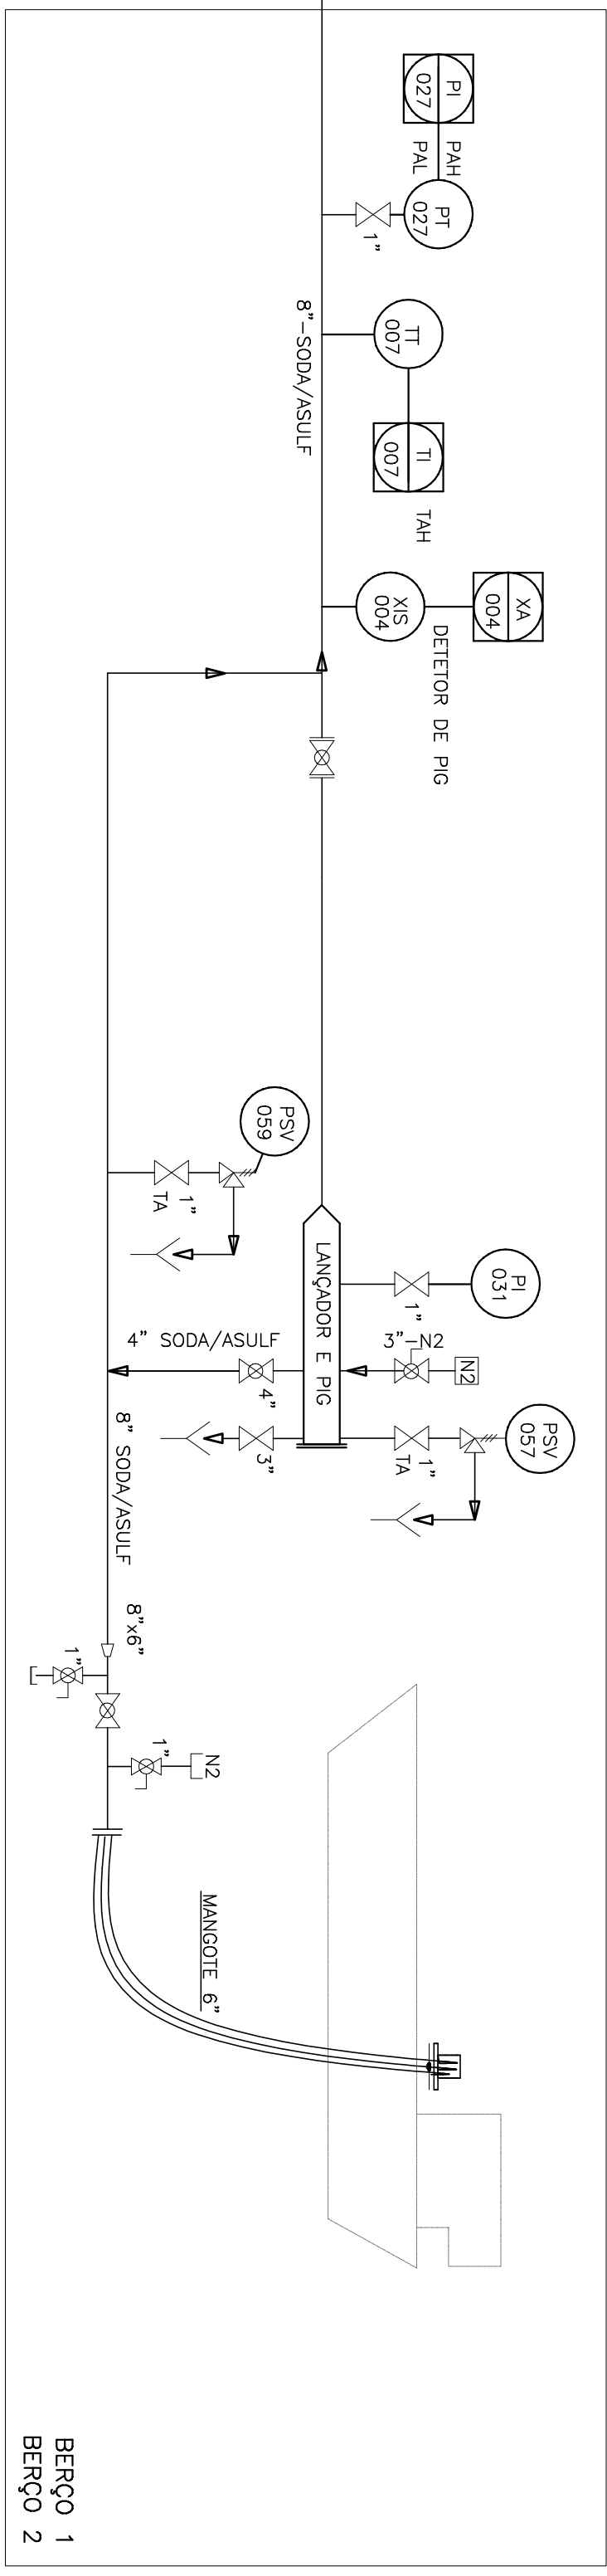 PI
027
PAH
PAL
PT
027
1"
8"-SODA/ASULF
TT
007
TI
007
TAH
XA
004
XIS
004
DETETOR DE PIG
PSV
059
1"
TA
LANÇADOR E PIG
PI
031
1"
3"-N2
N2
4" SODA/ASULF
4"
3"
PSV
057
1"
TA
8" SODA/ASULF
8"x6"
1"
1"
N2
MANGOTE 6"
BERÇO 1
BERÇO 2